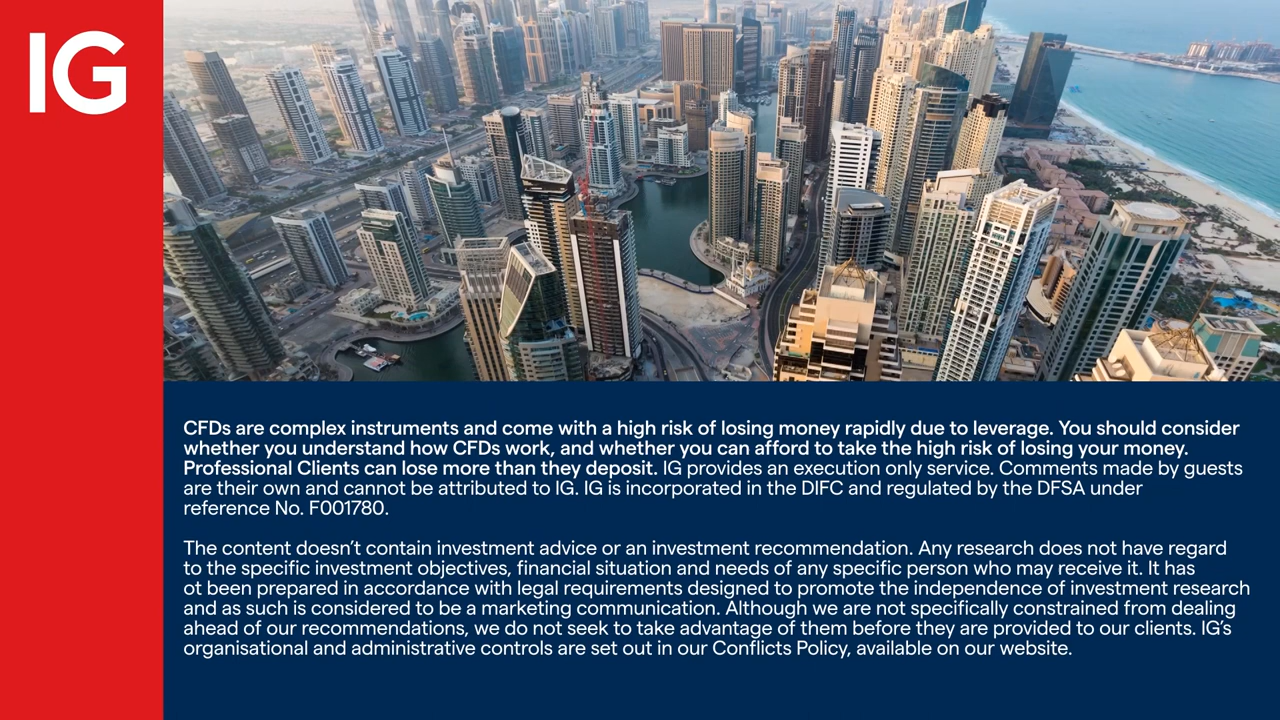 IG
CFDs are complex instruments and come with a high risk of losing money rapidly due to leverage. You should consider
whether you understand how CFDs work, and whether you can afford to take the high risk of losing your money.
Professional Clients can lose more than they deposit. IG provides an execution only service. Comments made by guests
are their own and cannot be attributed to IG. IG is incorporated in the DIFC and regulated by the DFSA under
reference No. F001780.
The content doesn't contain investment advice or an investment recommendation. Any research does not have regard
to the specific investment objectives, financial situation and needs of any specific person who may receive it. It has
ot been prepared in accordance with legal requirements designed to promote the independence of investment research
and as such is considered to be a marketing communication. Although we are not specifically constrained from dealing
ahead of our recommendations, we do not seek to take advantage of them before they are provided to our clients. IG's
organisational and administrative controls are set out in our Conflicts Policy, available on our website.